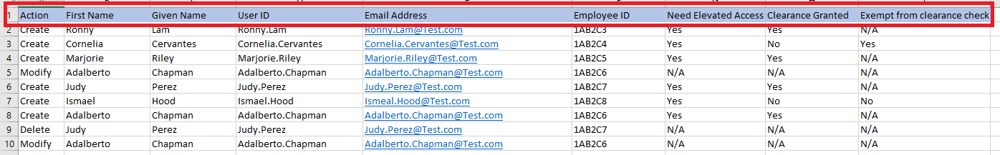 1 Action First Name Given Name User ID Email Address Employee ID Need Elevated Access Clearance Granted Exempt from clearance check
2 Create Ronny Lam Ronny.Lam Ronny.Lam@Test.com 1AB2C3 Yes Yes N/A
3 Create Cornelia Cervantes Cornelia.Cervantes Cornelia.Cervantes@Test.com 1AB2C4 Yes No Yes
4 Create Marjorie Riley Marjorie.Riley Marjorie.Riley@Test.com 1AB2C5 Yes Yes N/A
5 Modify Adalberto Chapman Adalberto.Chapman Adalberto.Chapman@Test.com 1AB2C6 N/A N/A N/A
6 Create Judy Perez Judy.Perez Judy.Perez@Test.com 1AB2C7 Yes Yes N/A
7 Create Ismael Hood Ismael.Hood Ismeal.Hood@Test.com 1AB2C8 Yes No No
8 Create Adalberto Chapman Adalberto.Chapman Adalberto.Chapman@Test.com 1AB2C6 Yes Yes N/A
9 Delete Judy Perez Judy.Perez Judy.Perez@Test.com 1AB2C7 N/A N/A N/A
10 Modify Adalberto Chapman Adalberto.Chapman Adalberto.Chapman@Test.com 1AB2C6 N/A N/A N/A